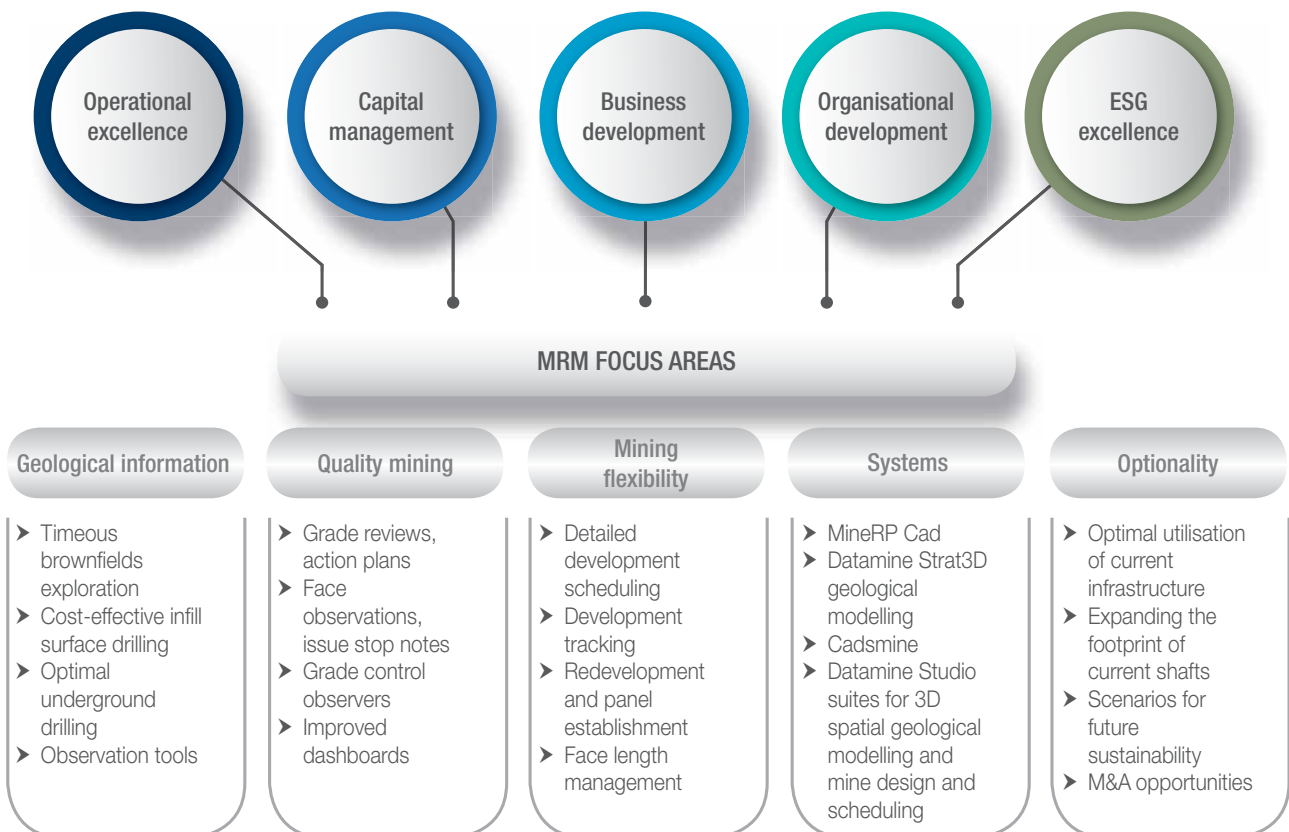 Operational
excellence
Capital
management
Business
development
Organisational
development
ESG
excellence
MRM FOCUS AREAS
Geological information
➤ Timeous
brownfields
exploration
➤ Cost-effective infill
surface drilling
➤ Optimal
underground
drilling
➤ Observation tools
Quality mining
➤ Grade reviews,
action plans
➤ Face
observations,
issue stop notes
➤ Grade control
observers
➤ Improved
dashboards
Mining
flexibility
➤ Detailed
development
scheduling
➤ Development
tracking
➤ Redevelopment
and panel
establishment
➤ Face length
management
Systems
➤ MineRP Cad
➤ Datamine Strat3D
geological
modelling
➤ Cadsmine
➤ Datamine Studio
suites for 3D
spatial geological
modelling and
mine design and
scheduling
Optionality
➤ Optimal utilisation
of current
infrastructure
➤ Expanding the
footprint of
current shafts
➤ Scenarios for
future
sustainability
➤ M&A opportunities